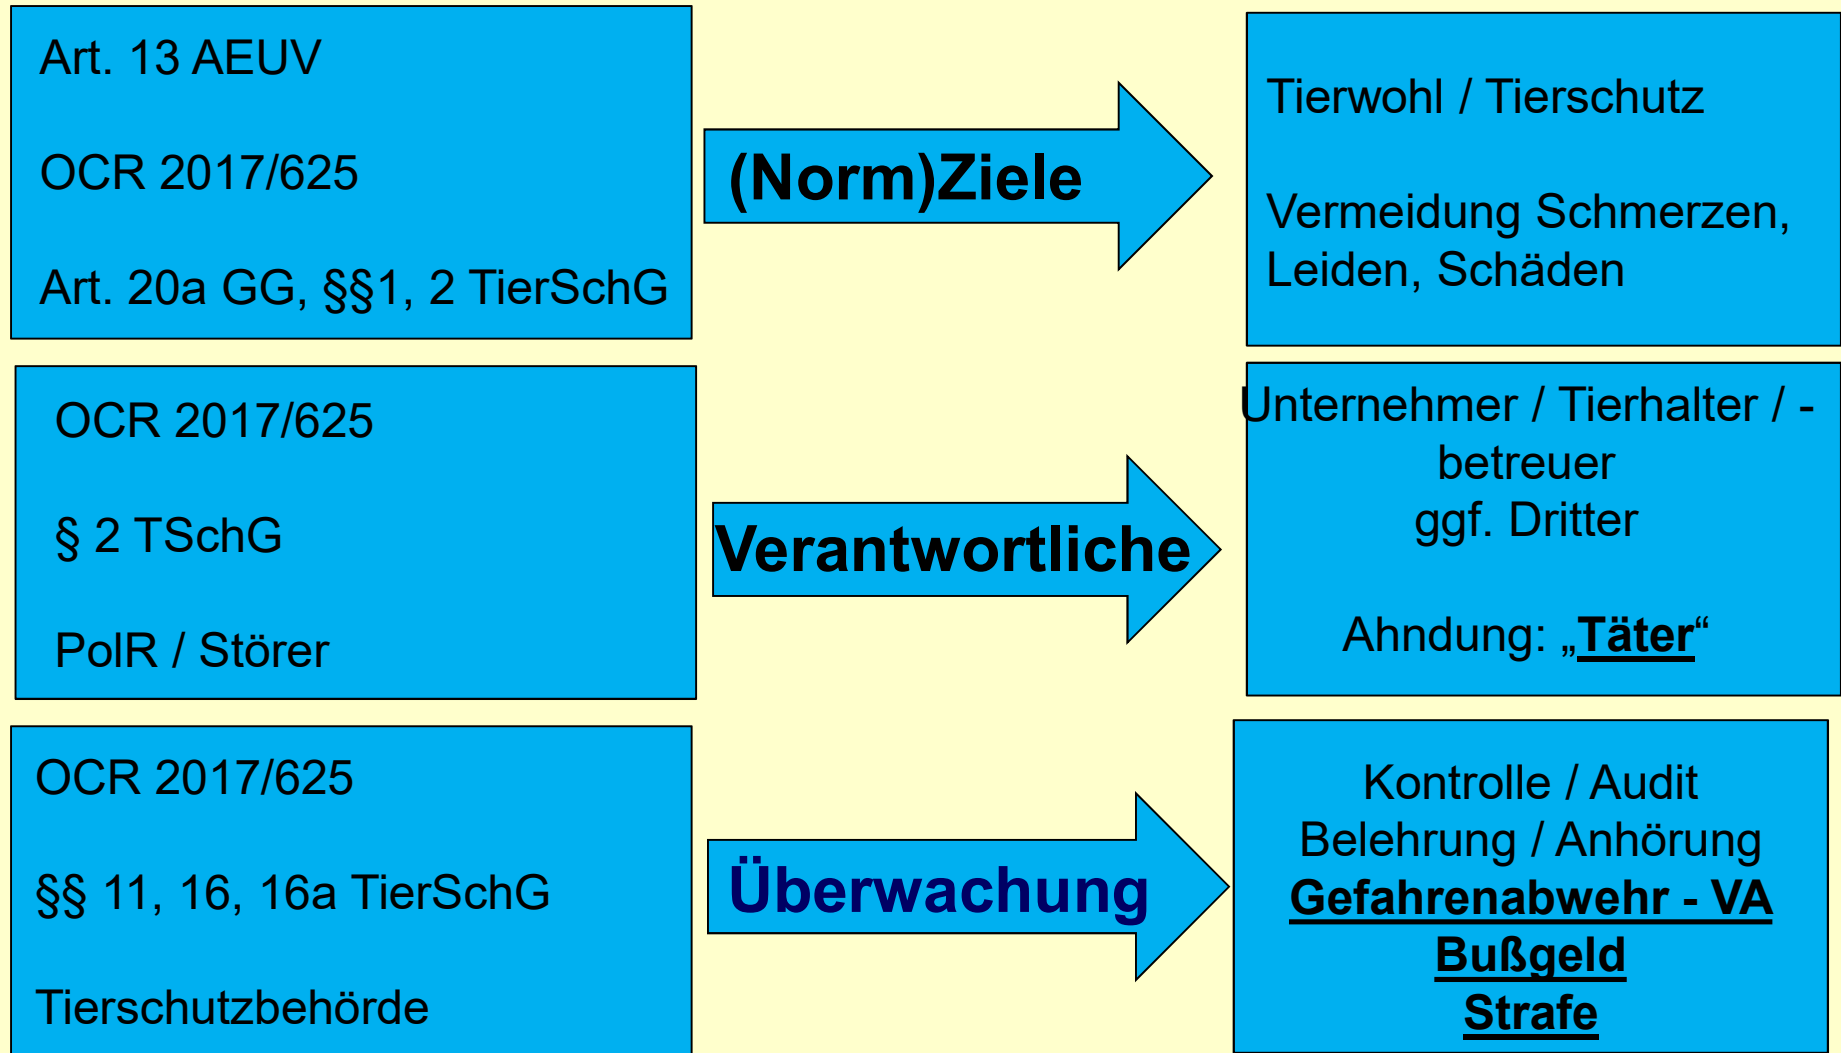 Art. 13 AEUV
OCR 2017/625
Art. 20a GG, §§1, 2 TierSchG
(Norm)Ziele
Tierwohl / Tierschutz
Vermeidung Schmerzen,
Leiden, Schäden
OCR 2017/625
§ 2 TSchG
PolR / Störer
Verantwortliche
Unternehmer / Tierhalter / -
betreuer
ggf. Dritter
Ahndung: „Täter“
OCR 2017/625
§§ 11, 16, 16a TierSchG
Tierschutzbehörde
Überwachung
Kontrolle / Audit
Belehrung / Anhörung
Gefahrenabwehr - VA
Bußgeld
Strafe